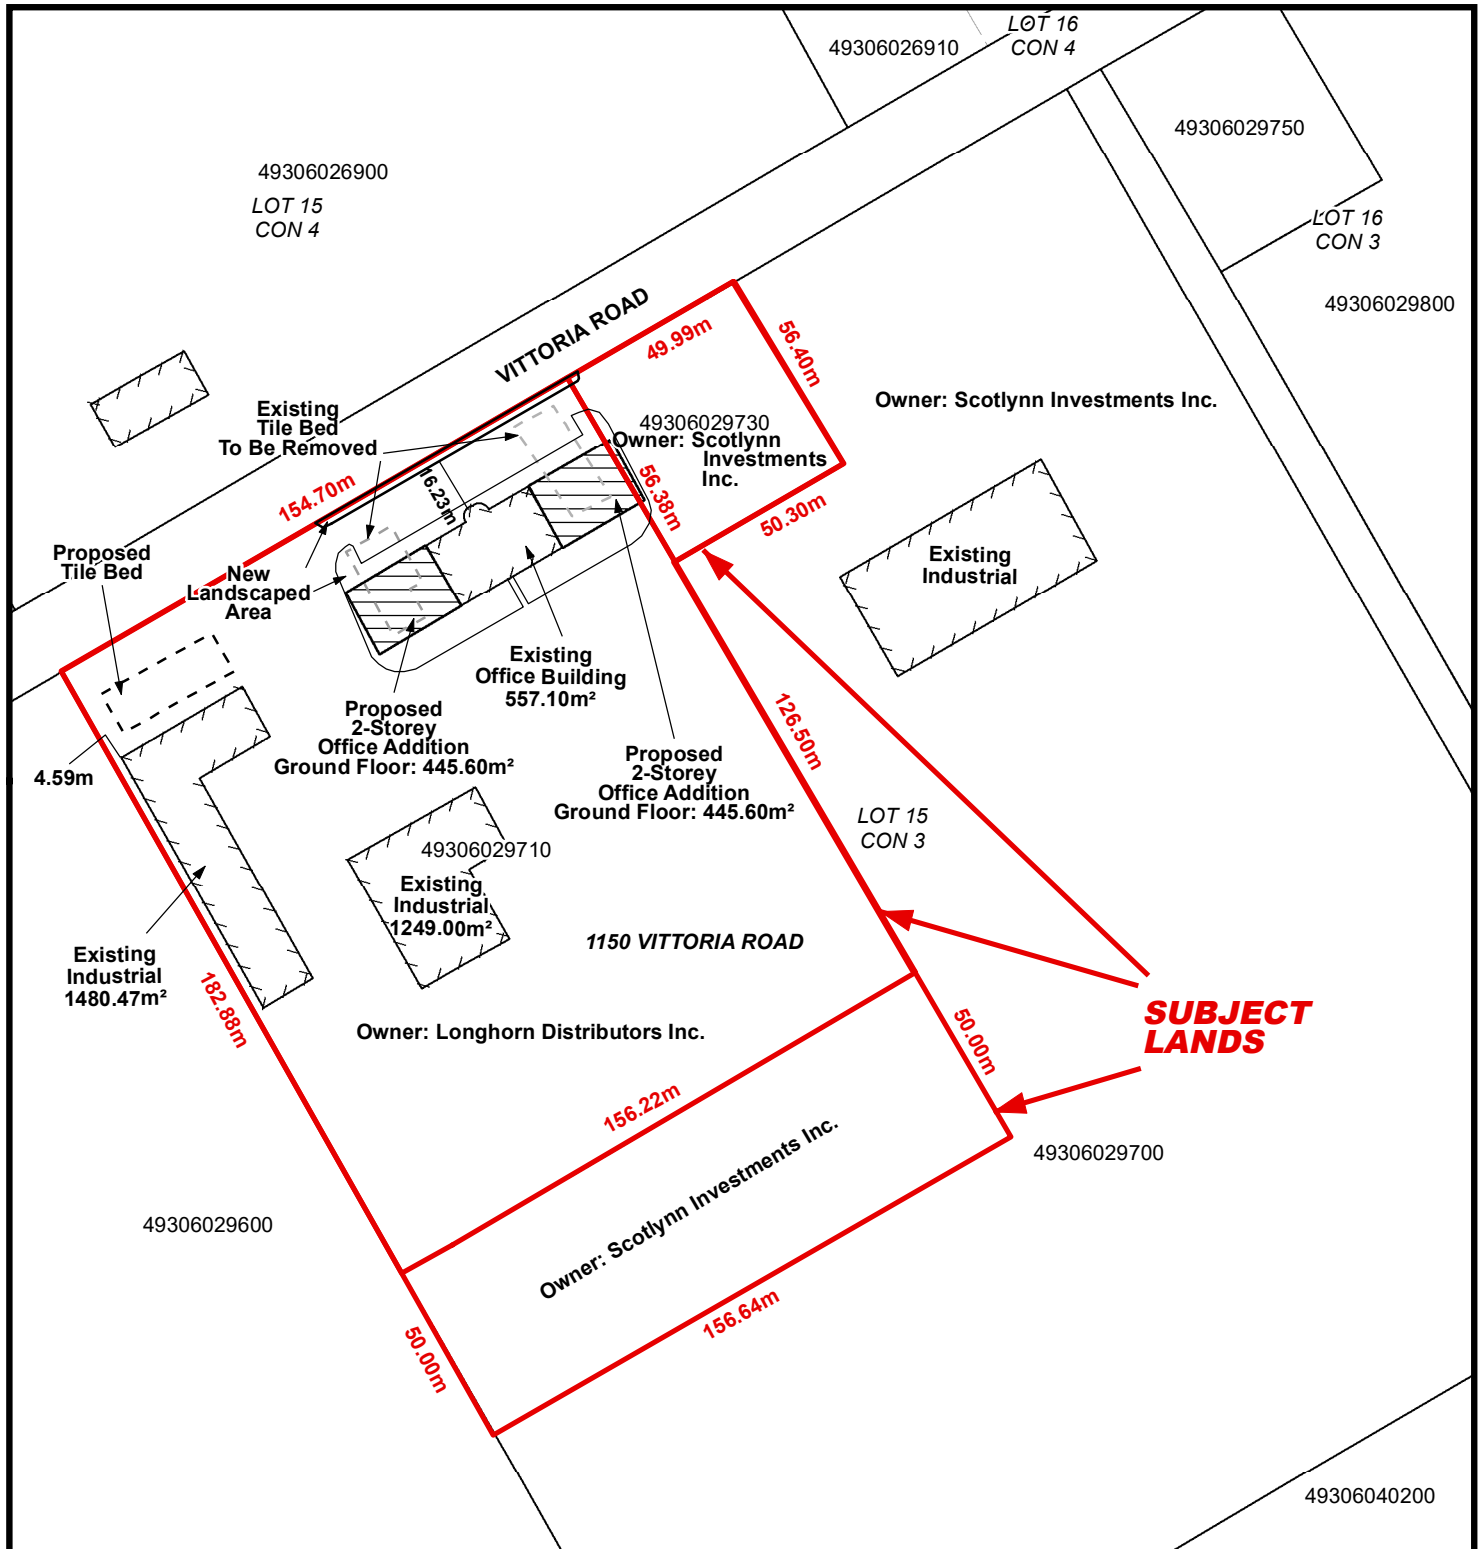 LOT 16
CON 4
49306026910
49306029750
49306026900
LOT 15
CON 4
LOT 16
CON 3
49306029800
VITTORIA ROAD
49.99m
56.40m
Owner: Scotlynn Investments Inc.
Existing
Tile Bed
To Be Removed
49306029730
Owner: Scotlynn
Investments
Inc.
154.70m
16.23m
56.38m
50.30m
Proposed
Tile Bed
New
Landscaped
Area
Existing
Industrial
Existing
Office Building
557.10m²
Proposed
2-Storey
Office Addition
Ground Floor: 445.60m²
Proposed
2-Storey
Office Addition
Ground Floor: 445.60m²
126.50m
4.59m
LOT 15
CON 3
49306029710
Existing
Industrial
1249.00m²
1150 VITTORIA ROAD
Existing
Industrial
1480.47m²
182.88m
Owner: Longhorn Distributors Inc.
50.00m
SUBJECT
LANDS
156.22m
Owner: Scotlynn Investments Inc.
49306029700
49306029600
156.64m
50.00m
49306040200